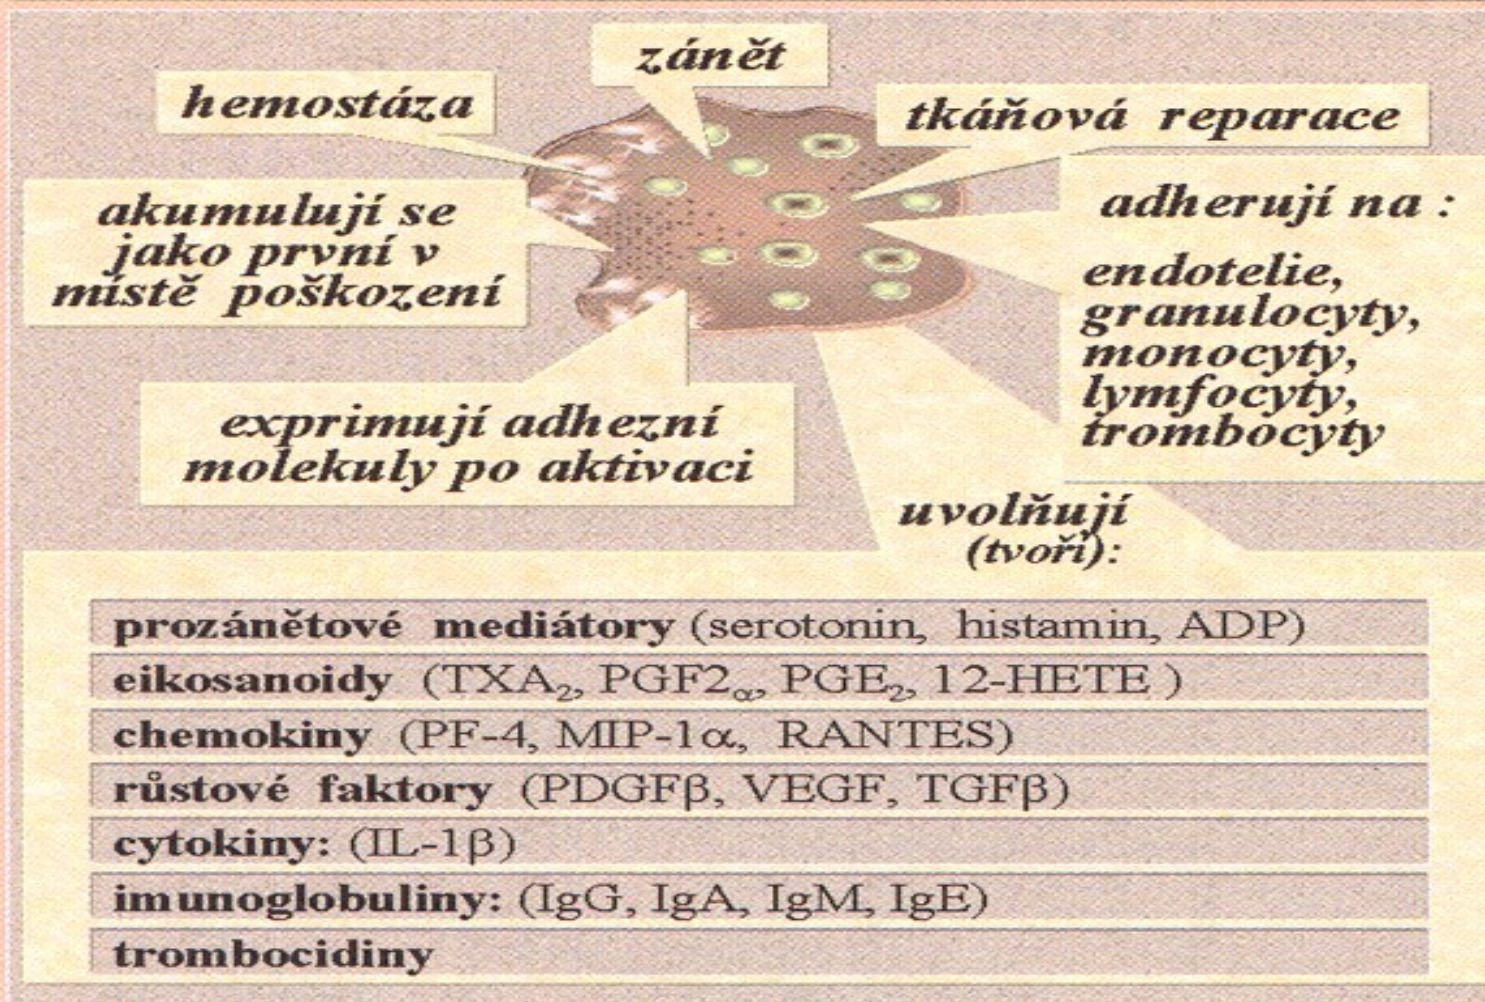 zánět
hemostáza
tkáňová reparace
akumulují se
jako první v
místě poškození
adherují na :
endotelie,
granulocyty,
monocyty,
lymfocyty,
trombocyty
exprimují adhezní
molekuly po aktivaci
uvolňují
(tvoří):
prozánětové mediátory (serotonin, histamin, ADP)
eikosanoidy (TXA₂, PGF2α, PGE₂, 12-HETE )
chemokiny (PF-4, MIP-1α, RANTES)
růstové faktory (PDGFβ, VEGF, TGFβ)
cytokiny: (IL-1β)
imunoglobuliny: (IgG, IgA, IgM, IgE)
trombocidiny